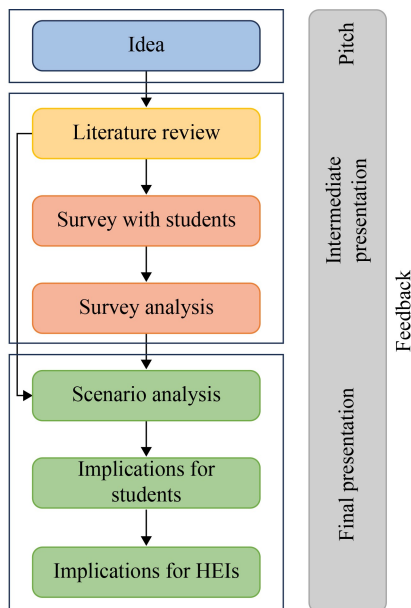 Idea
Literature review
Survey with students
Survey analysis
Scenario analysis
Implications for
students
Implications for HEIs
Pitch
Intermediate
presentation
Final presentation
Feedback